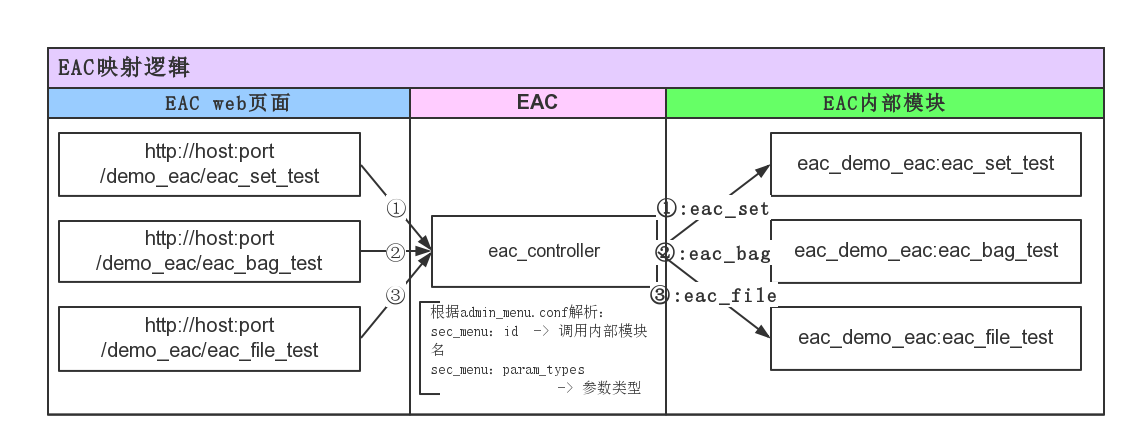 EAC映射逻辑
EAC web页面
EAC
EAC内部模块
http://host:port
/demo_eac/eac_set_test
①
http://host:port
/demo_eac/eac_bag_test
②
http://host:port
/demo_eac/eac_file_test
③
eac_controller
根据admin_menu.conf解析:
sec_menu: id -> 调用内部模块
名
sec_menu: param_types
-> 参数类型
①:eac_set
②:eac_bag
③:eac_file
eac_demo_eac:eac_set_test
eac_demo_eac:eac_bag_test
eac_demo_eac:eac_file_test